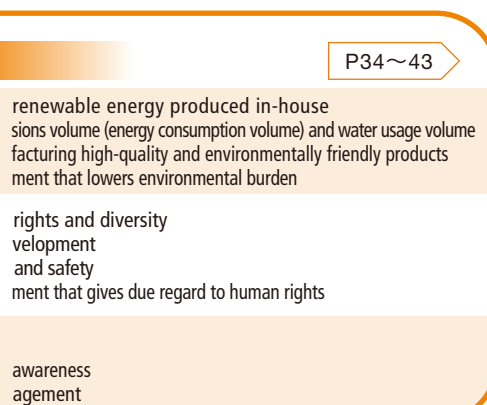 P34～43
renewable energy produced in-house
sions volume (energy consumption volume) and water usage volume
facturing high-quality and environmentally friendly products
ment that lowers environmental burden
rights and diversity
velopment
and safety
ment that gives due regard to human rights
awareness
agement